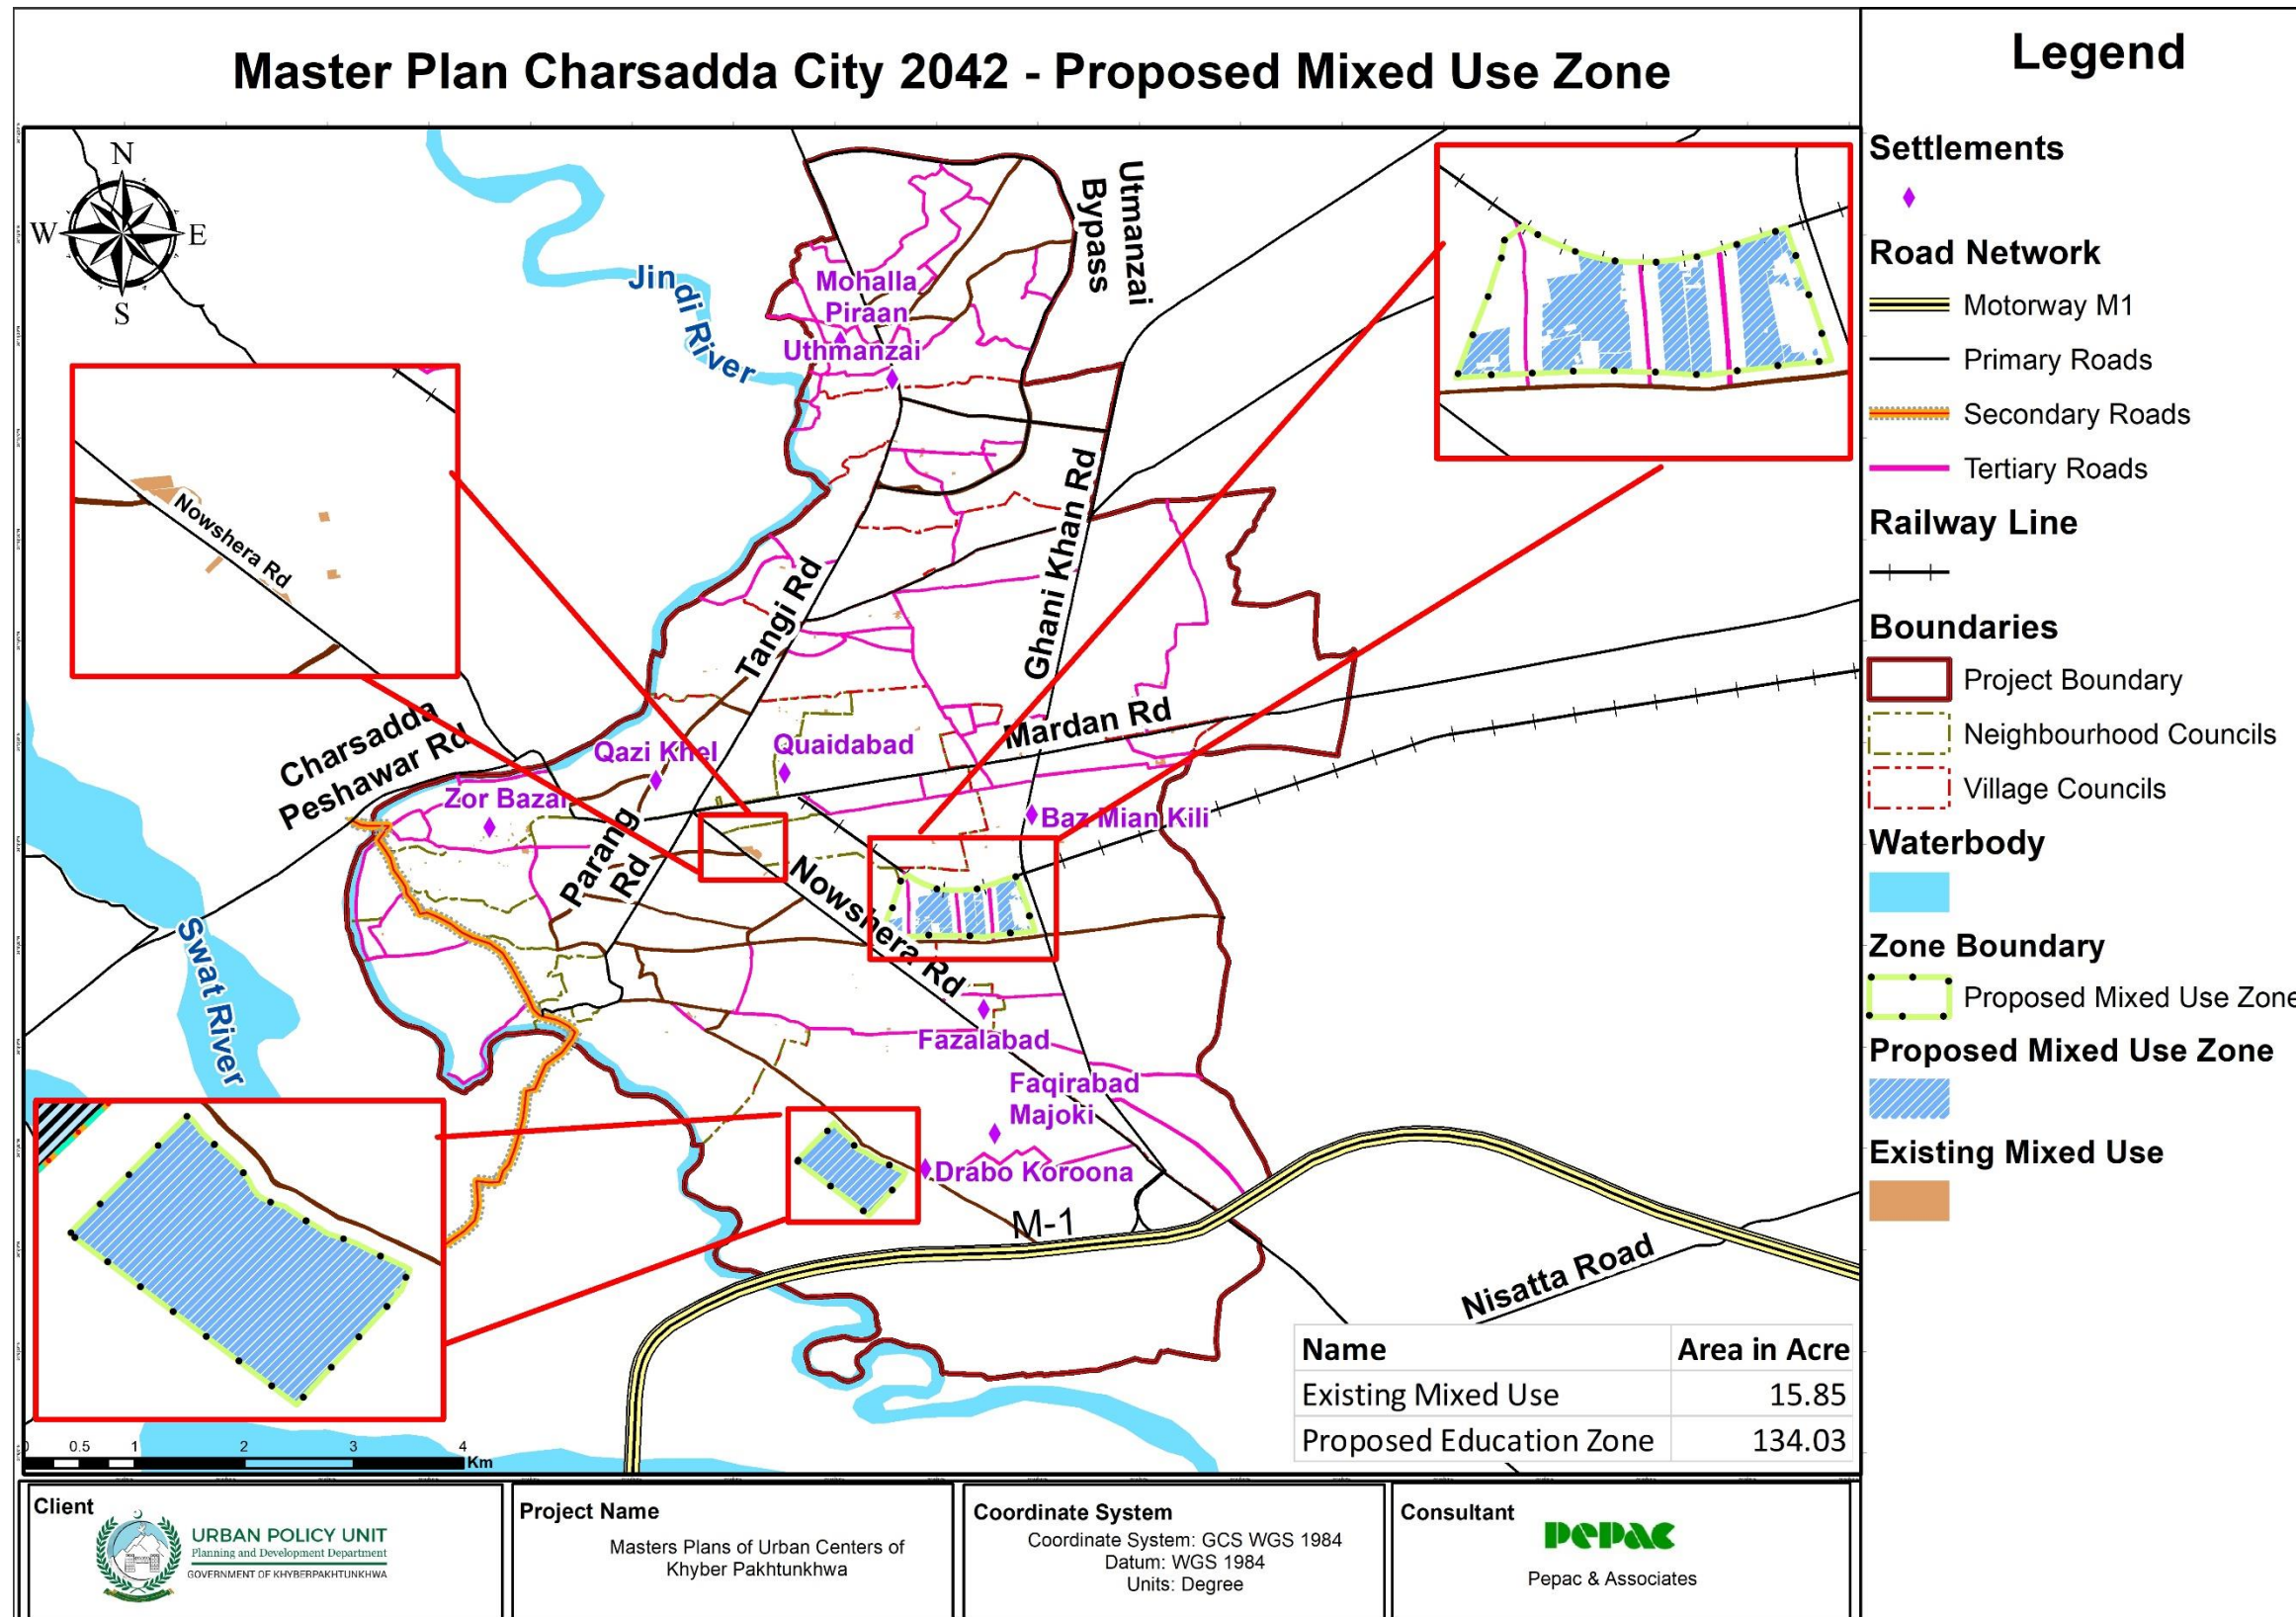 Master Plan Charsadda City 2042 - Proposed Mixed Use Zone
N
W
E
S
Jindi River
Utmanzai
Bypass
Mohalla
Piraan
Uthmanzai
Nowshera Rd
Tangi Rd
Ghani Khan Rd
Charsadda
Peshawar Rd
Mardan Rd
Qazi Khel
Quaidabad
Zor Bazar
Baz Mian Kili
Parang
Rd
Nowshera Rd
Swat River
Fazalabad
Faqirabad
Majoki
Drabo Koroona
M-1
Nisatta Road
Name Area in Acre
Existing Mixed Use 15.85
Proposed Education Zone 134.03
0 0.5 1 2 3 4
Km
Legend
Settlements
Road Network
Motorway M1
Primary Roads
Secondary Roads
Tertiary Roads
Railway Line
Boundaries
Project Boundary
Neighbourhood Councils
Village Councils
Waterbody
Zone Boundary
Proposed Mixed Use Zone
Proposed Mixed Use Zone
Existing Mixed Use
Client
URBAN POLICY UNIT
Planning and Development Department
GOVERNMENT OF KHYBERPAKHTUNKHWA
Project Name
Masters Plans of Urban Centers of
Khyber Pakhtunkhwa
Coordinate System
Coordinate System: GCS WGS 1984
Datum: WGS 1984
Units: Degree
Consultant
PEPAC
Pepac & Associates